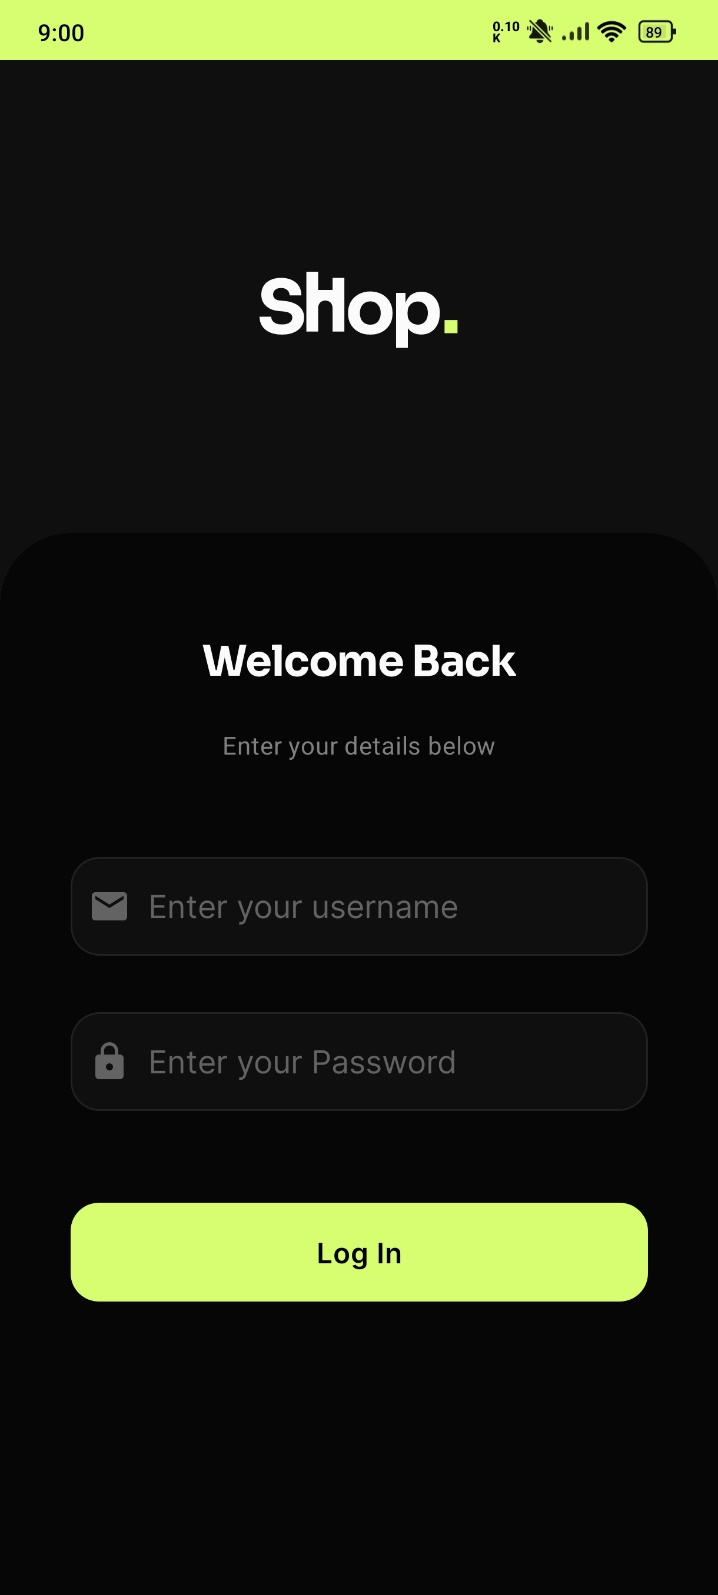 9:00
0.10
K
89
SHop.
Welcome Back
Enter your details below
Enter your username
Enter your Password
Log In